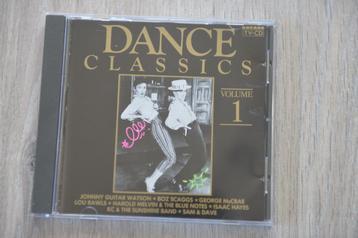 TV-CD
DANCE
CLASSICS
VOLUME
1
JOHNNY GUITAR WATSON • BOZ SCAGGS • GEORGE McCRAE
LOU RAWLS • HAROLD MELVIN & THE BLUE NOTES • ISAAC HAYES
KC & THE SUNSHINE BAND • SAM & DAVE